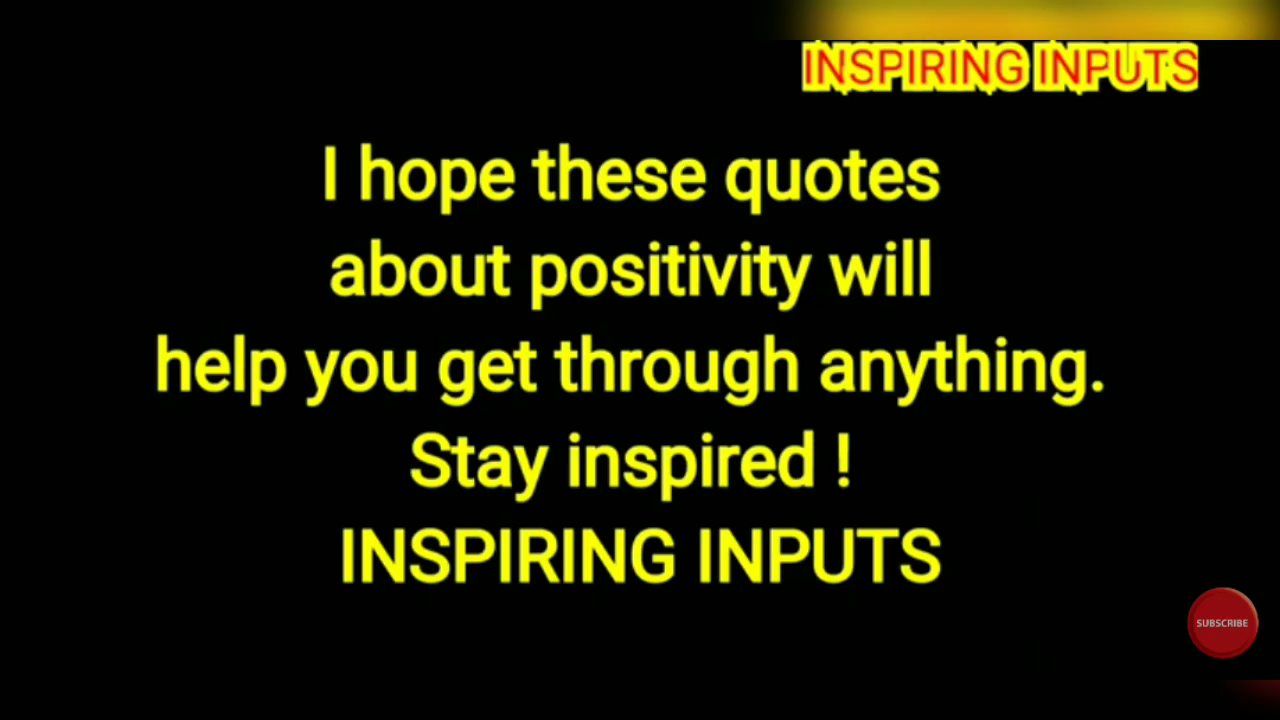 INSPIRING INPUTS
I hope these quotes
about positivity will
help you get through anything.
Stay inspired !
INSPIRING INPUTS
SUBSCRIBE